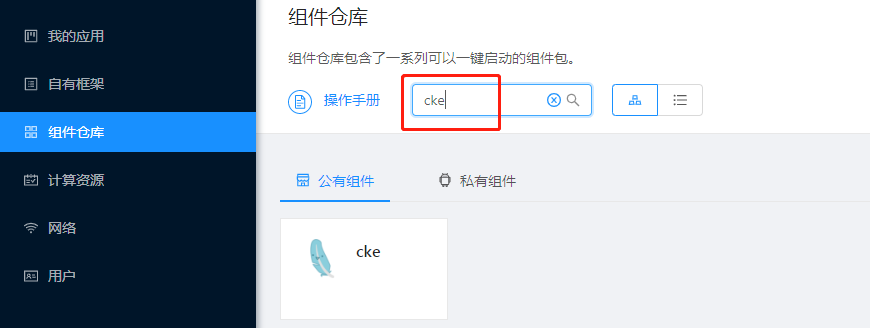 我的应用
自有框架
组件仓库
计算资源
网络
用户
组件仓库
组件仓库包含了一系列可以一键启动的组件包。
操作手册
cke
公有组件
私有组件
cke